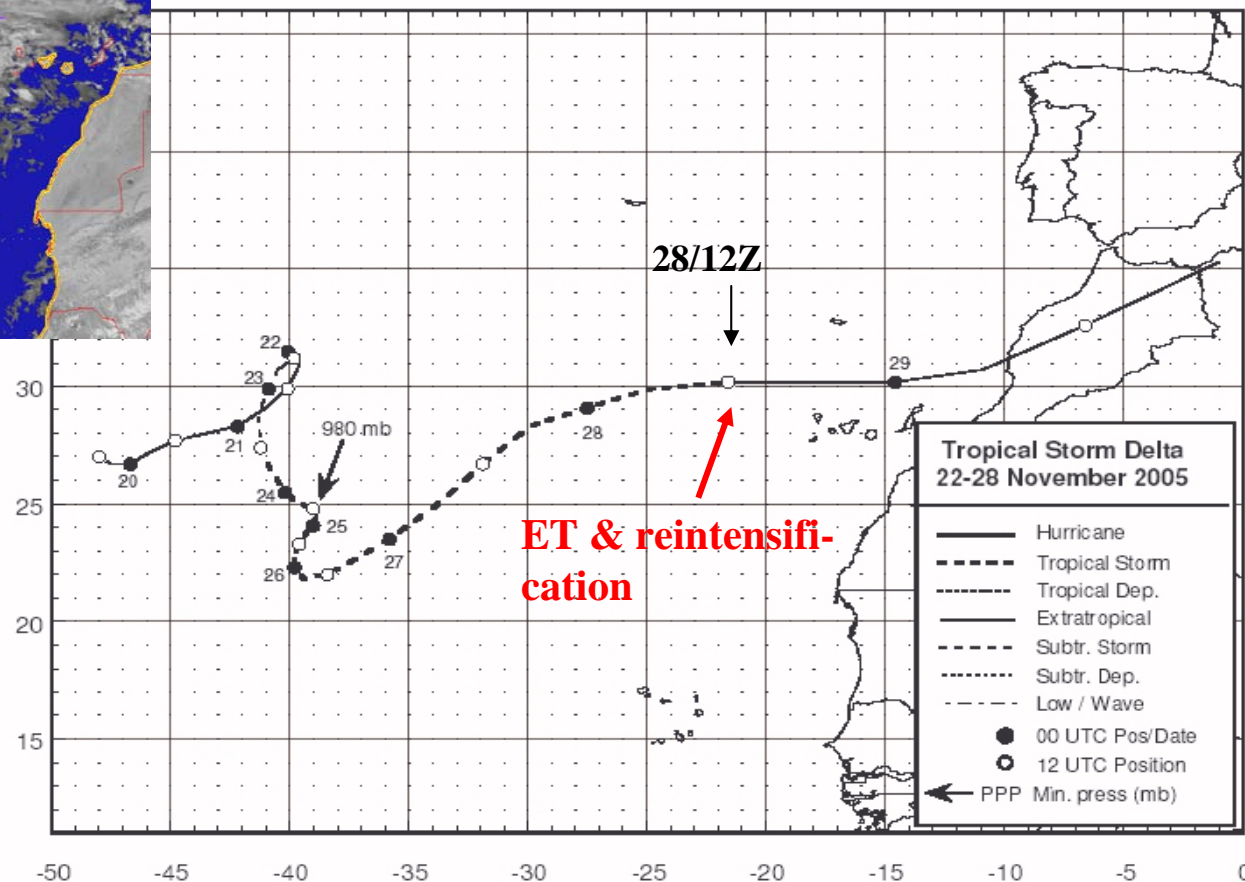 28/12Z
22
23
29
30
980 mb
21
28
20
24
25
25
ET & reintensifi-
cation
26
27
20
15
Tropical Storm Delta
22-28 November 2005
Hurricane
Tropical Storm
Tropical Dep.
Extratropical
Subtr. Storm
Subtr. Dep.
Low / Wave
00 UTC Pos/Date
12 UTC Position
PPP Min. press (mb)
-50 -45 -40 -35 -30 -25 -20 -15 -10 -5 0